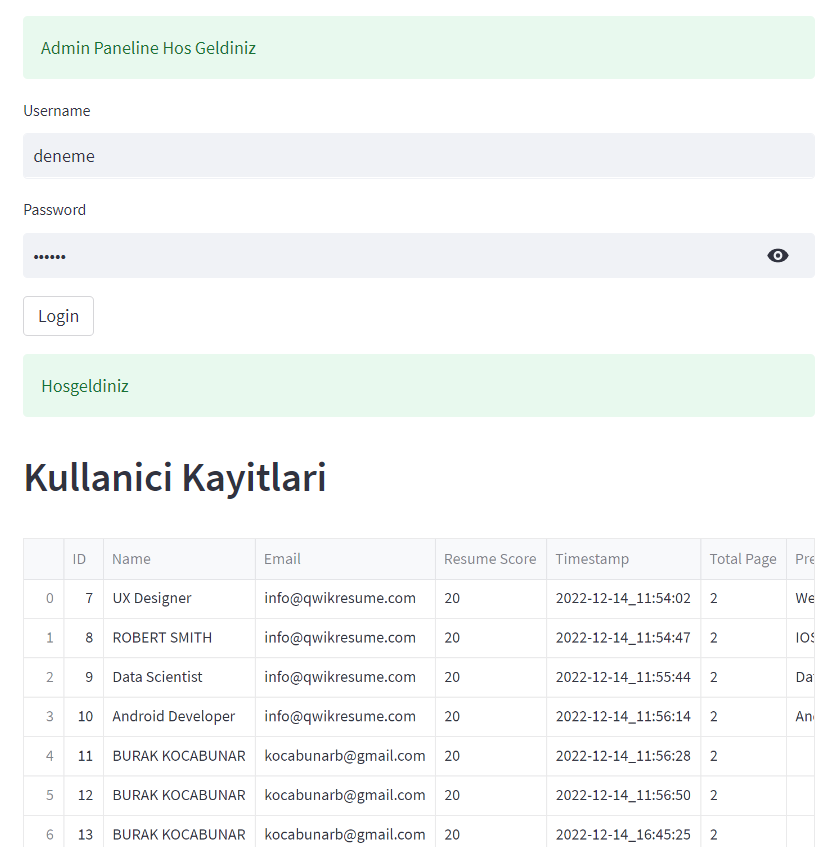 Admin Paneline Hos Geldiniz
Username
deneme
Password
••••••
Login
Hosgeldiniz
Kullanici Kayitlari
ID Name Email Resume Score Timestamp Total Page Pre
0 7 UX Designer info@qwikresume.com 20 2022-12-14_11:54:02 2 We
1 8 ROBERT SMITH info@qwikresume.com 20 2022-12-14_11:54:47 2 IOS
2 9 Data Scientist info@qwikresume.com 20 2022-12-14_11:55:44 2 Da
3 10 Android Developer info@qwikresume.com 20 2022-12-14_11:56:14 2 An
4 11 BURAK KOCABUNAR kocabunarb@gmail.com 20 2022-12-14_11:56:28 2
5 12 BURAK KOCABUNAR kocabunarb@gmail.com 20 2022-12-14_11:56:50 2
6 13 BURAK KOCABUNAR kocabunarb@gmail.com 20 2022-12-14_16:45:25 2